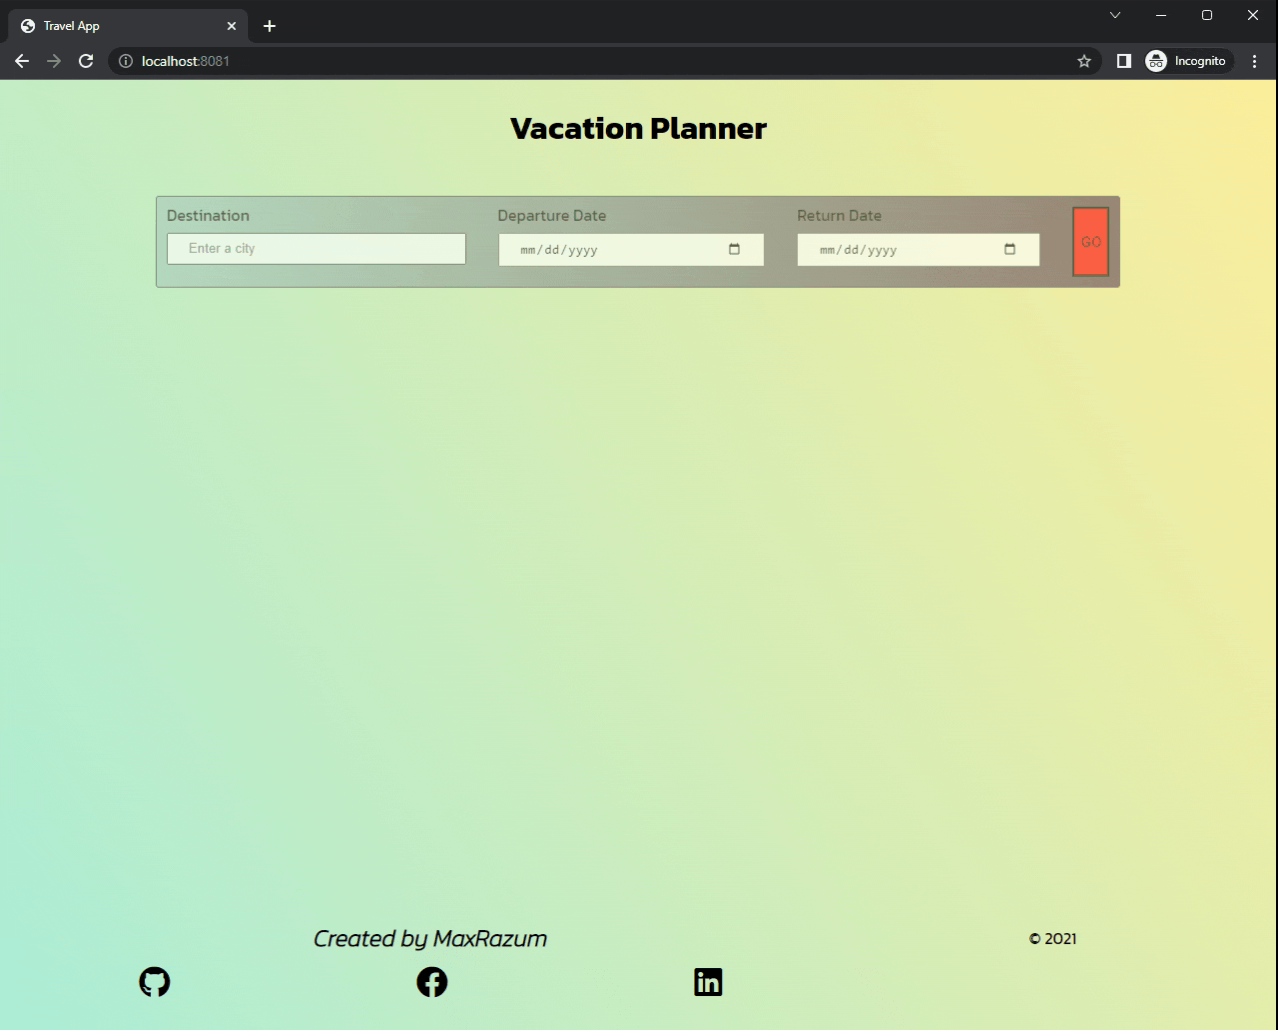 Travel App
localhost:8081
Incognito
Vacation Planner
Destination
Departure Date
Return Date
Enter a city
mm/dd/yyyy
mm/dd/yyyy
GO
Created by MaxRazum
© 2021